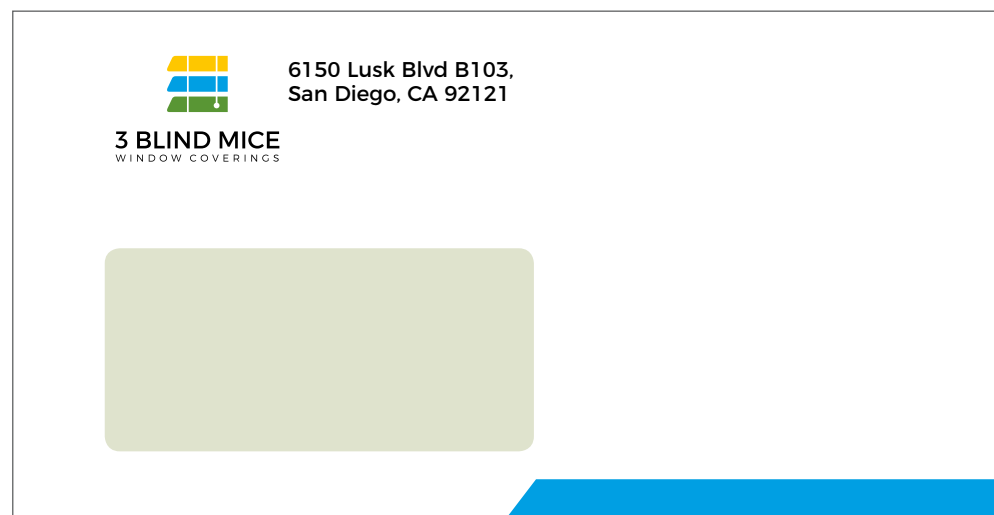 6150 Lusk Blvd B103,
San Diego, CA 92121
3 BLIND MICE
WINDOW COVERINGS